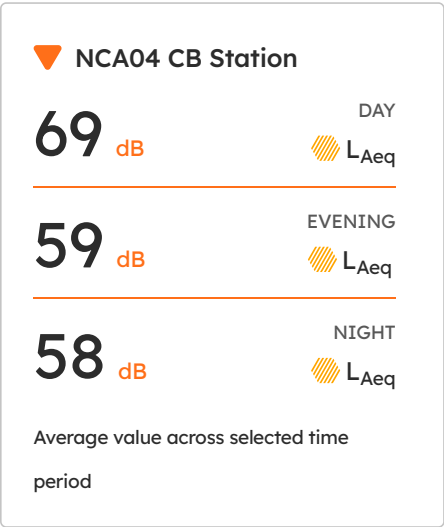 NCA04 CB Station
69 dB
DAY
LAeq
59 dB
EVENING
LAeq
58 dB
NIGHT
LAeq
Average value across selected time
period